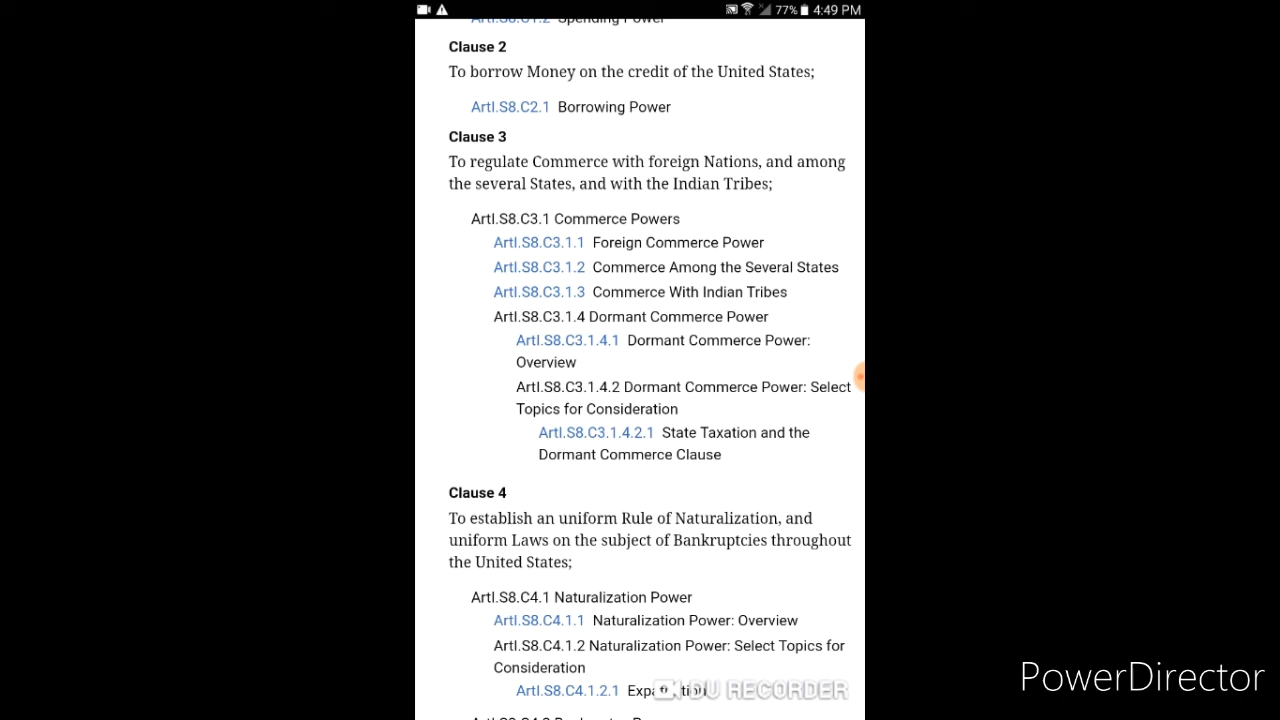 77% 4:49 PM
ArtI.S8.C1.2 Spending Power
Clause 2
To borrow Money on the credit of the United States;
ArtI.S8.C2.1 Borrowing Power
Clause 3
To regulate Commerce with foreign Nations, and among
the several States, and with the Indian Tribes;
ArtI.S8.C3.1 Commerce Powers
ArtI.S8.C3.1.1 Foreign Commerce Power
ArtI.S8.C3.1.2 Commerce Among the Several States
ArtI.S8.C3.1.3 Commerce With Indian Tribes
ArtI.S8.C3.1.4 Dormant Commerce Power
ArtI.S8.C3.1.4.1 Dormant Commerce Power:
Overview
ArtI.S8.C3.1.4.2 Dormant Commerce Power: Select
Topics for Consideration
ArtI.S8.C3.1.4.2.1 State Taxation and the
Dormant Commerce Clause
Clause 4
To establish an uniform Rule of Naturalization, and
uniform Laws on the subject of Bankruptcies throughout
the United States;
ArtI.S8.C4.1 Naturalization Power
ArtI.S8.C4.1.1 Naturalization Power: Overview
ArtI.S8.C4.1.2 Naturalization Power: Select Topics for
Consideration
ArtI.S8.C4.1.2.1
DU RECORDER
PowerDirector